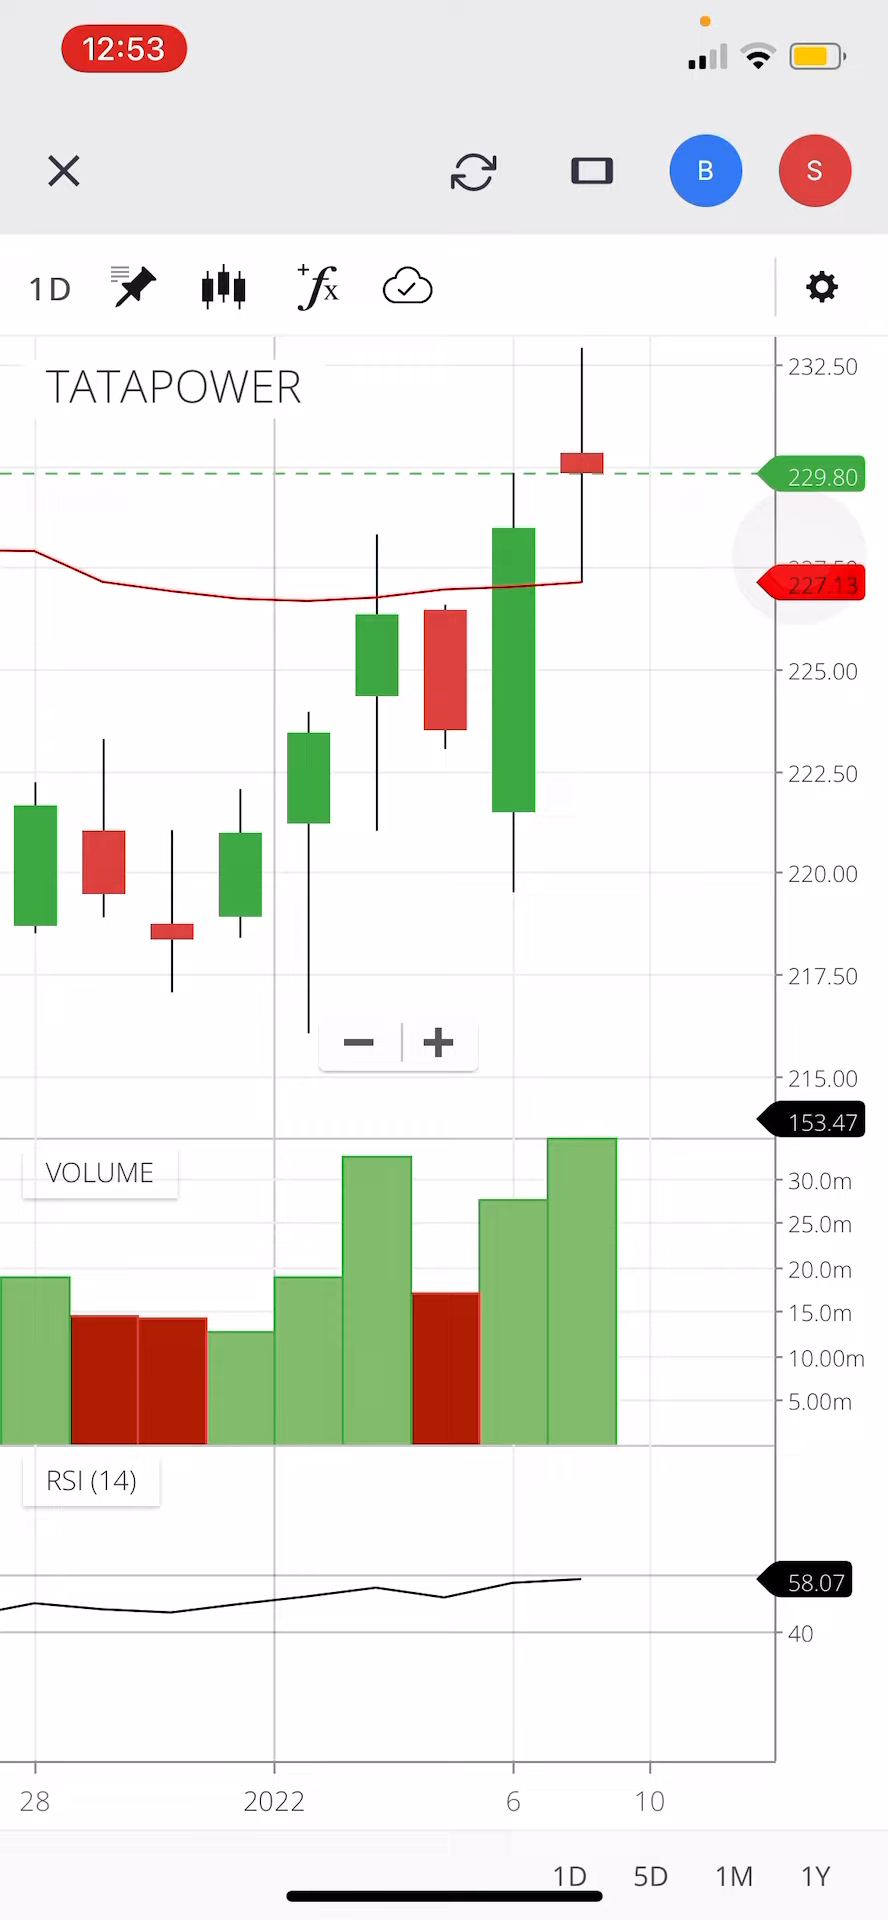 12:53
B
S
1D
+fx
TATAPOWER
232.50
229.80
227.13
225.00
222.50
220.00
217.50
215.00
153.47
VOLUME
30.0m
25.0m
20.0m
15.0m
10.00m
5.00m
RSI (14)
58.07
40
28
2022
6
10
1D
5D
1M
1Y